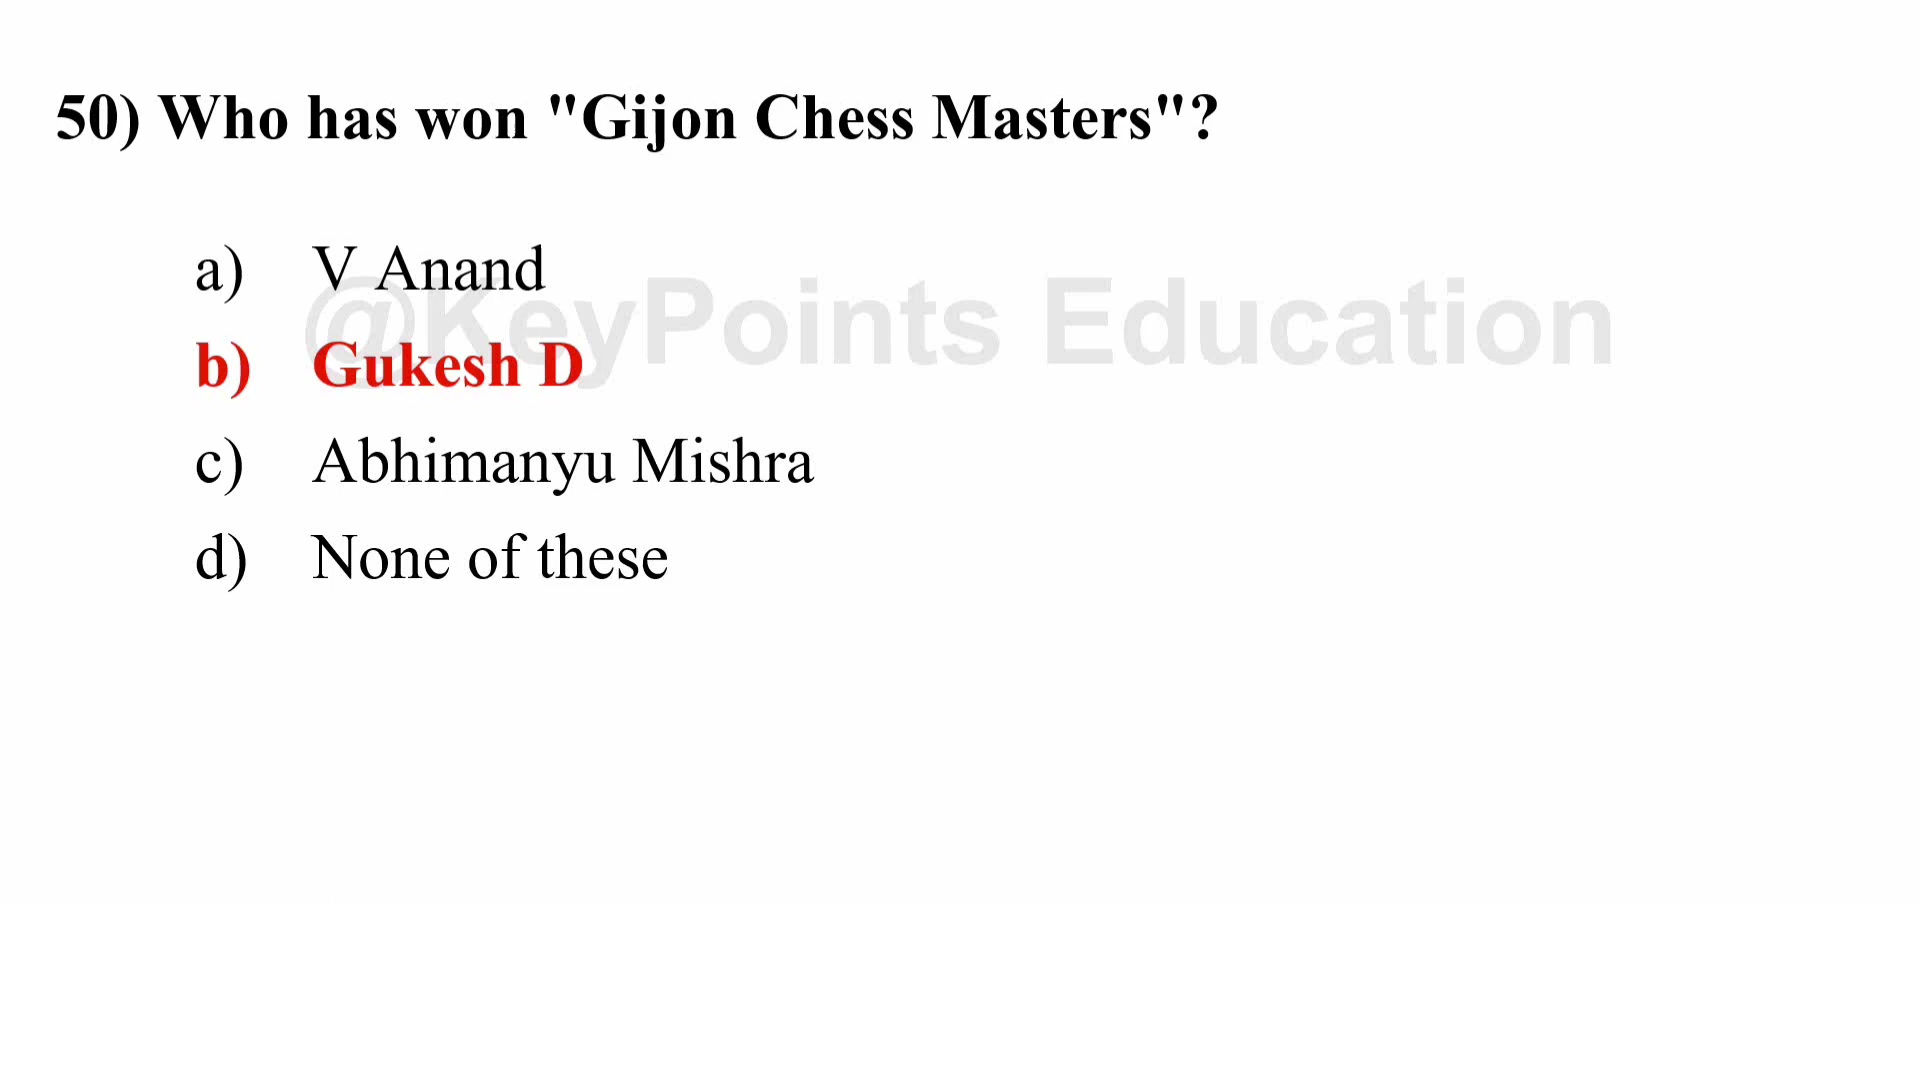 50) Who has won "Gijon Chess Masters"?
a) V Anand
@KeyPoints Education
b) Gukesh D
c) Abhimanyu Mishra
d) None of these